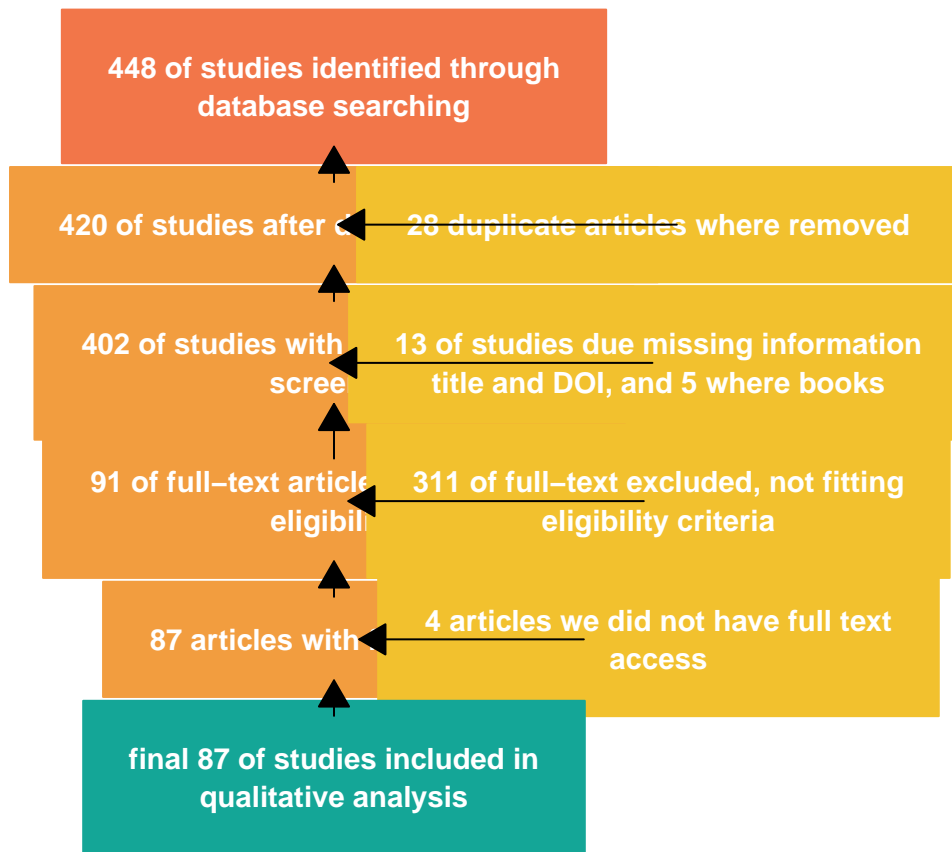 448 of studies identified through
database searching
420 of studies after
28 duplicate articles where removed
402 of studies with
13 of studies due missing information
title and DOI, and 5 where books
91 of full–text
311 of full–text excluded, not fitting
eligibility criteria
87 articles with
4 articles we did not have full text
access
final 87 of studies included in
qualitative analysis